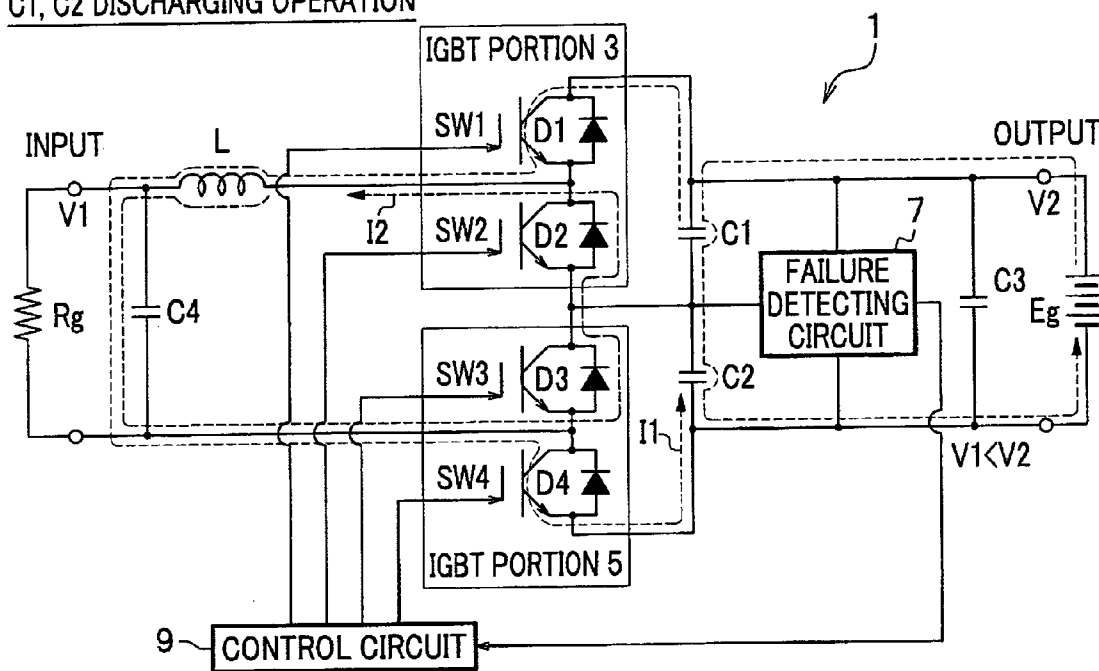 C1, C2 DISCHARGING OPERATION
1
IGBT PORTION 3
SW1
D1
INPUT
L
OUTPUT
V1
I2
V2
SW2
D2
C1
7
FAILURE
DETECTING
CIRCUIT
C3
Eg
Rg
C4
SW3
D3
C2
I1
V1<V2
SW4
D4
IGBT PORTION 5
9
CONTROL CIRCUIT